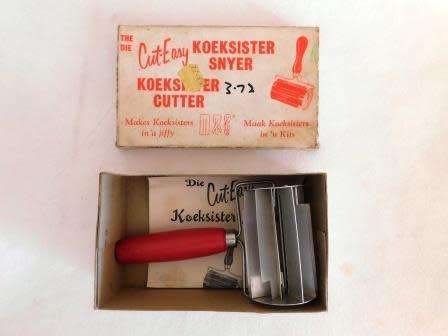 THE
DIE
Cut-Easy KOEKSISTER
SNYER
KOEKSISTER
CUTTER
3.72
Makes Koeksisters
in a jiffy
Maak Koeksisters
in 'n Kits
Die
Cut-Easy
Koeksister